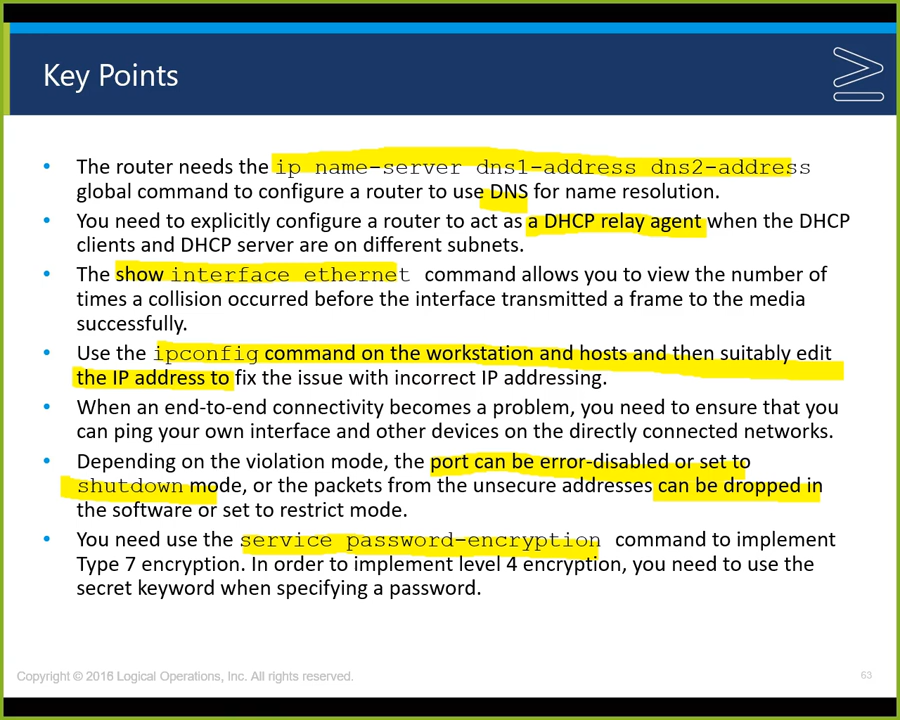 Key Points
• The router needs the ip name-server dns1-address dns2-address
global command to configure a router to use DNS for name resolution.
• You need to explicitly configure a router to act as a DHCP relay agent when the DHCP
clients and DHCP server are on different subnets.
• The show interface ethernet command allows you to view the number of
times a collision occurred before the interface transmitted a frame to the media
successfully.
• Use the ipconfig command on the workstation and hosts and then suitably edit
the IP address to fix the issue with incorrect IP addressing.
• When an end-to-end connectivity becomes a problem, you need to ensure that you
can ping your own interface and other devices on the directly connected networks.
• Depending on the violation mode, the port can be error-disabled or set to
shutdown mode, or the packets from the unsecure addresses can be dropped in
the software or set to restrict mode.
• You need use the service password-encryption command to implement
Type 7 encryption. In order to implement level 4 encryption, you need to use the
secret keyword when specifying a password.
Copyright © 2016 Logical Operations, Inc. All rights reserved.
63